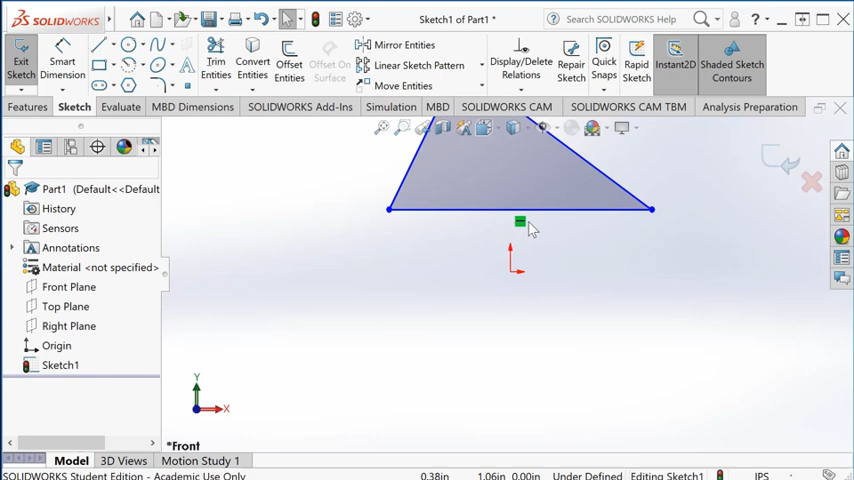 SOLIDWORKS
Sketch1 of Part1 *
Search SOLIDWORKS Help
?
Exit Sketch
Smart Dimension
Trim Entities
Convert Entities
Offset Entities
Offset On Surface
Mirror Entities
Linear Sketch Pattern
Move Entities
Display/Delete Relations
Repair Sketch
Quick Snaps
Rapid Sketch
Instant2D
Shaded Sketch Contours
Features
Sketch
Evaluate
MBD Dimensions
SOLIDWORKS Add-Ins
Simulation
MBD
SOLIDWORKS CAM
SOLIDWORKS CAM TBM
Analysis Preparation
Part1 (Default<<Default
History
Sensors
Annotations
Material <not specified>
Front Plane
Top Plane
Right Plane
Origin
Sketch1
Y
X
*Front
Model
3D Views
Motion Study 1
SOLIDWORKS Student Edition - Academic Use Only
0.38in
1.06in
0.00in
Under Defined
Editing Sketch1
IPS